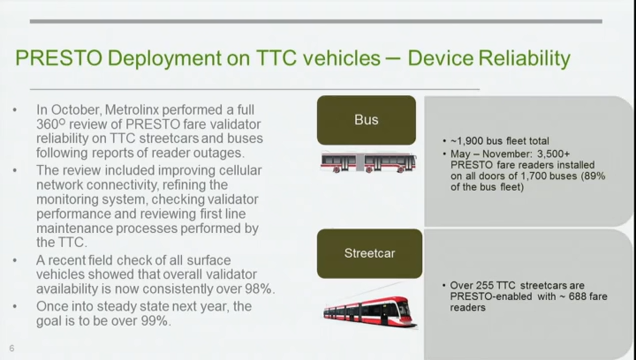 PRESTO Deployment on TTC vehicles — Device Reliability
• In October, Metrolinx performed a full
360º review of PRESTO fare validator
reliability on TTC streetcars and buses
following reports of reader outages.
• The review included improving cellular
network connectivity, refining the
monitoring system, checking validator
performance and reviewing first line
maintenance processes performed by
the TTC.
• A recent field check of all surface
vehicles showed that overall validator
availability is now consistently over 98%.
• Once into steady state next year, the
goal is to be over 99%.
Bus
• ~1,900 bus fleet total
• May – November: 3,500+
PRESTO fare readers installed
on all doors of 1,700 buses (89%
of the bus fleet)
Streetcar
• Over 255 TTC streetcars are
PRESTO-enabled with ~ 688 fare
readers
6